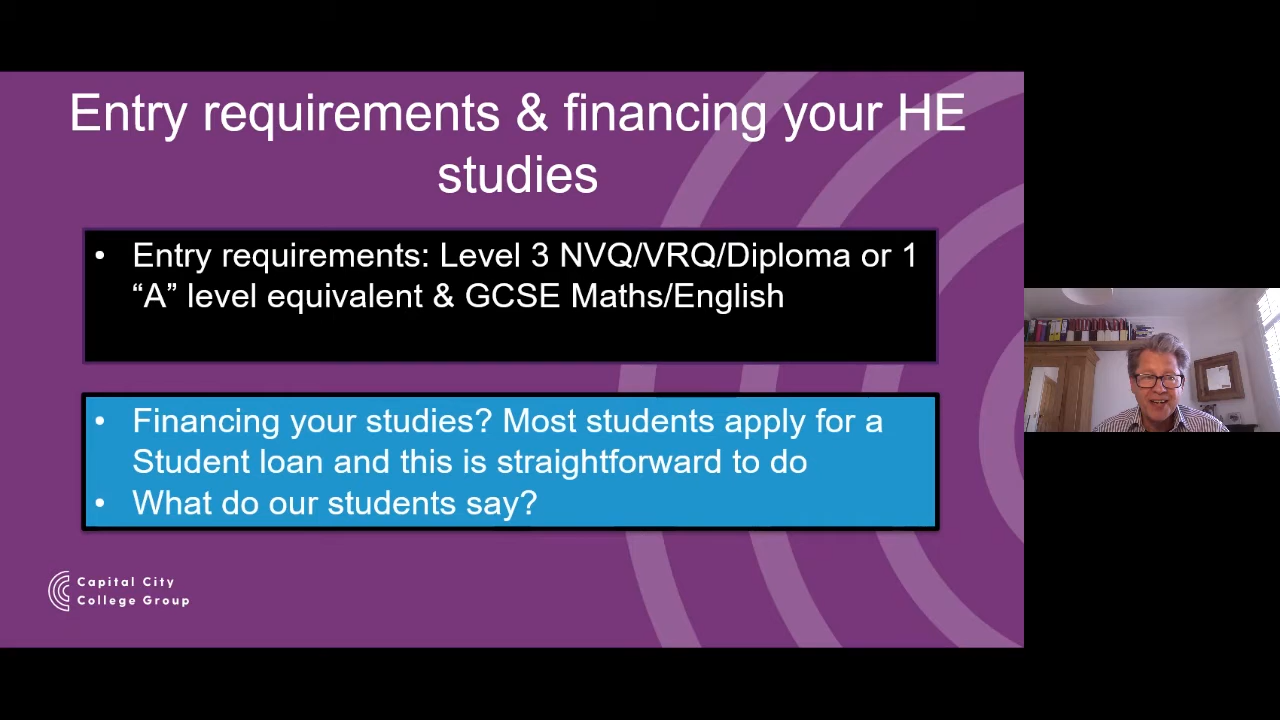 Entry requirements & financing your HE
studies
• Entry requirements: Level 3 NVQ/VRQ/Diploma or 1
“A” level equivalent & GCSE Maths/English
• Financing your studies? Most students apply for a
Student loan and this is straightforward to do
• What do our students say?
Capital City
College Group